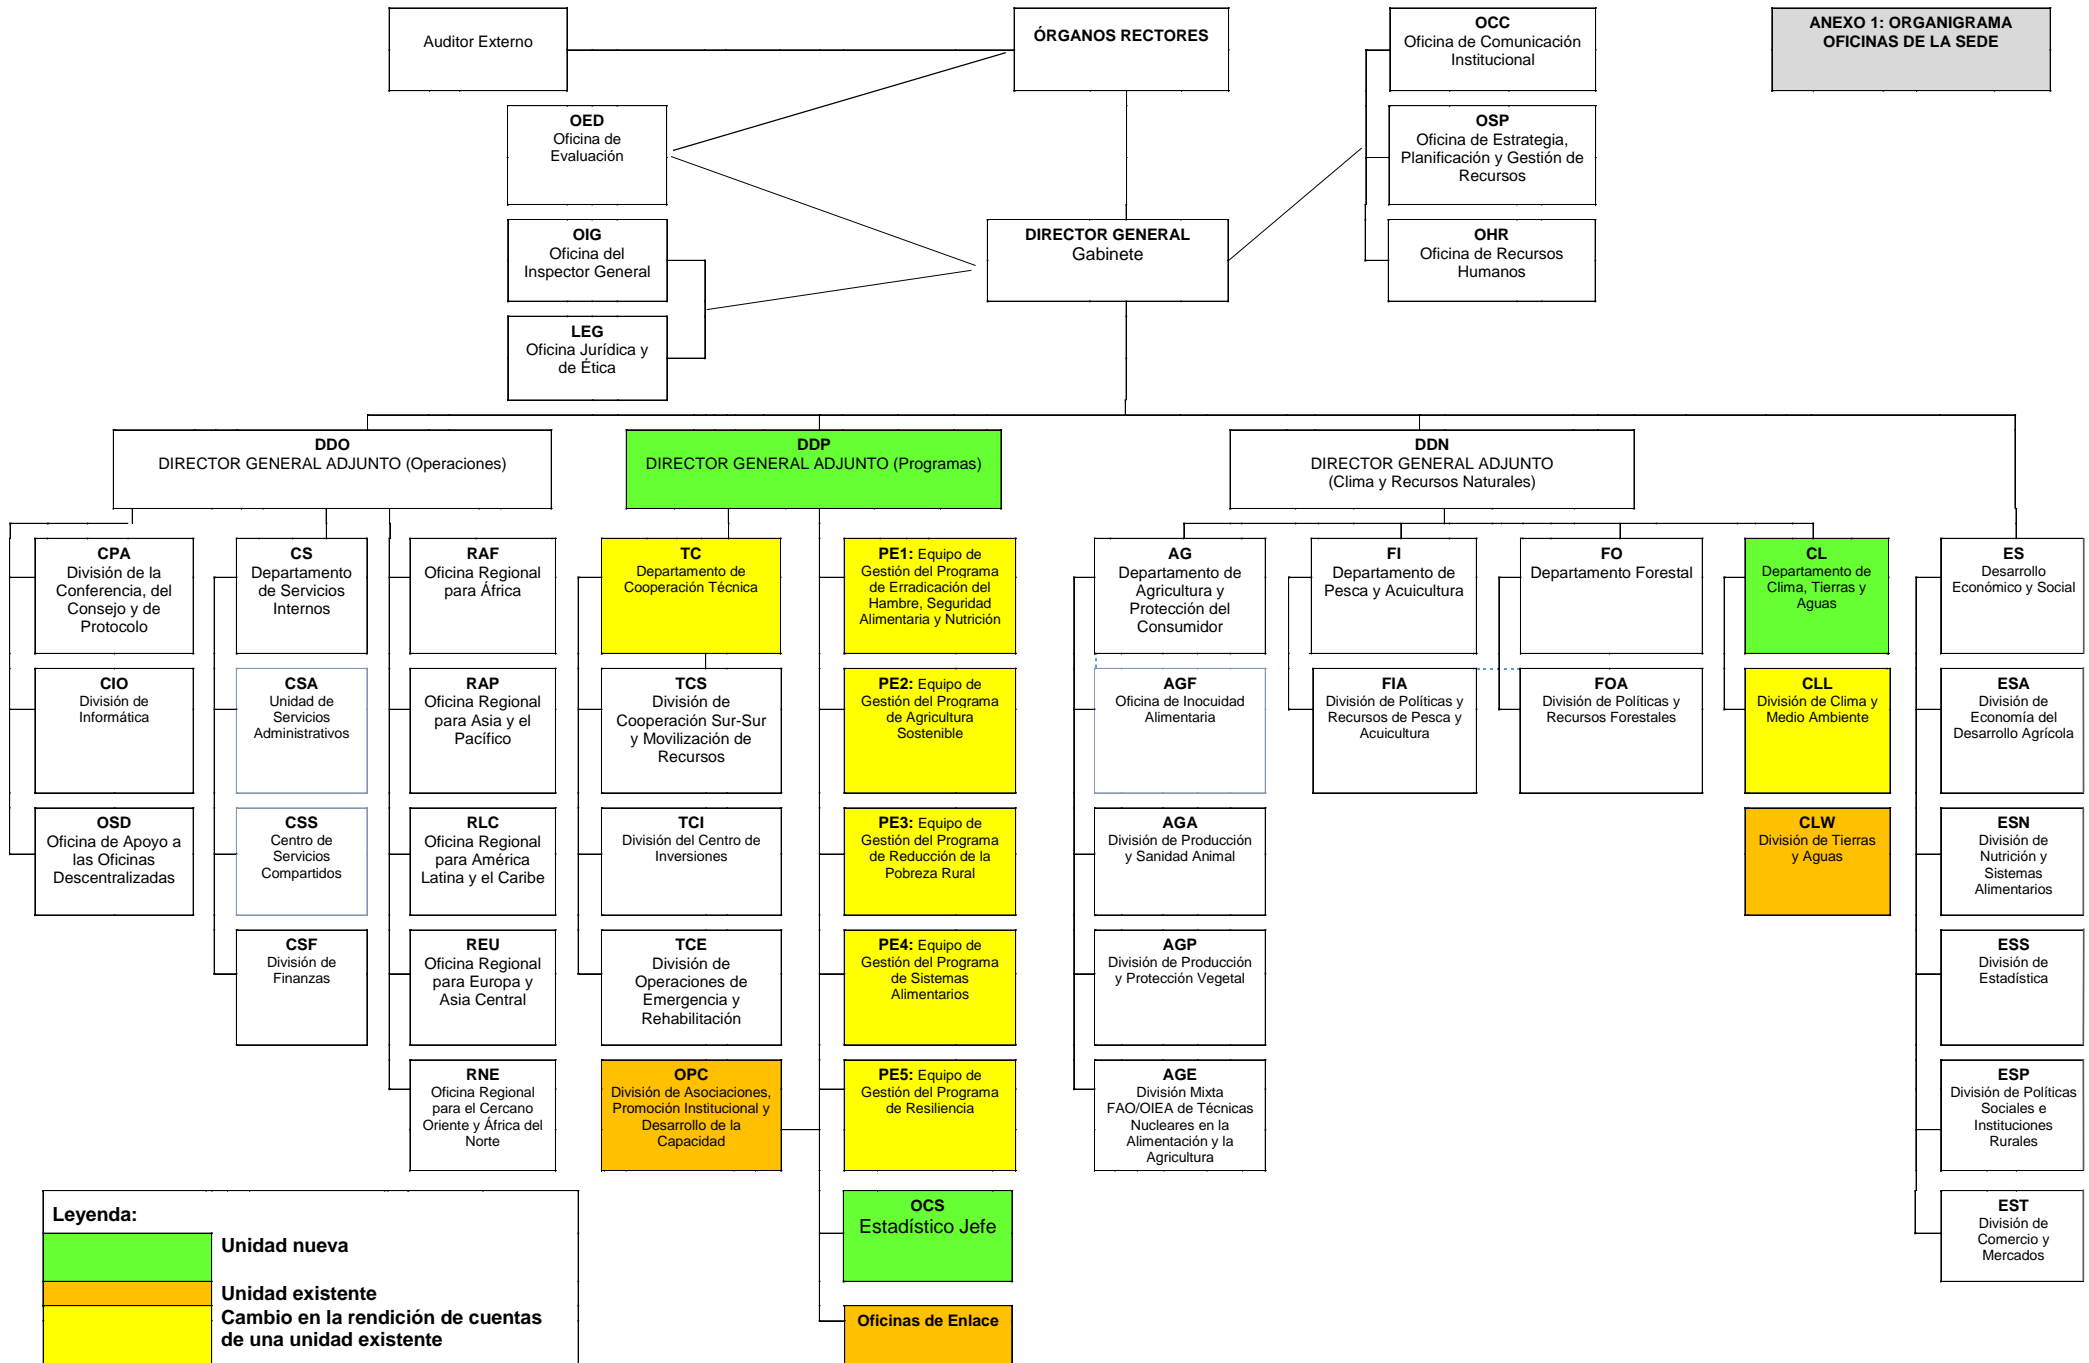 Auditor Externo
ÓRGANOS RECTORES
OCC
Oficina de Comunicación
Institucional
ANEXO 1: ORGANIGRAMA
OFICINAS DE LA SEDE
OED
Oficina de
Evaluación
OSP
Oficina de Estrategia,
Planificación y Gestión de
Recursos
OIG
Oficina del
Inspector General
DIRECTOR GENERAL
Gabinete
OHR
Oficina de Recursos
Humanos
LEG
Oficina Jurídica y
de Ética
DDO
DIRECTOR GENERAL ADJUNTO (Operaciones)
DDP
DIRECTOR GENERAL ADJUNTO (Programas)
DDN
DIRECTOR GENERAL ADJUNTO
(Clima y Recursos Naturales)
CPA
División de la
Conferencia, del
Consejo y de
Protocolo
CS
Departamento
de Servicios
Internos
RAF
Oficina Regional
para África
TC
Departamento de
Cooperación Técnica
PE1: Equipo de
Gestión del Programa
de Erradicación del
Hambre, Seguridad
Alimentaria y Nutrición
AG
Departamento de
Agricultura y
Protección del
Consumidor
FI
Departamento de
Pesca y Acuicultura
FO
Departamento Forestal
CL
Departamento de
Clima, Tierras y
Aguas
ES
Desarrollo
Económico y Social
CIO
División de
Informática
CSA
Unidad de
Servicios
Administrativos
RAP
Oficina Regional
para Asia y el
Pacífico
TCS
División de
Cooperación Sur-Sur
y Movilización de
Recursos
PE2: Equipo de
Gestión del Programa
de Agricultura
Sostenible
AGF
Oficina de Inocuidad
Alimentaria
FIA
División de Políticas y
Recursos de Pesca y
Acuicultura
FOA
División de Políticas y
Recursos Forestales
CLL
División de Clima y
Medio Ambiente
ESA
División de
Economía del
Desarrollo Agrícola
OSD
Oficina de Apoyo a
las Oficinas
Descentralizadas
CSS
Centro de
Servicios
Compartidos
RLC
Oficina Regional
para América
Latina y el Caribe
TCI
División del Centro de
Inversiones
PE3: Equipo de
Gestión del Programa
de Reducción de la
Pobreza Rural
AGA
División de Producción
y Sanidad Animal
CLW
División de Tierras
y Aguas
ESN
División de
Nutrición y
Sistemas
Alimentarios
CSF
División de
Finanzas
REU
Oficina Regional
para Europa y
Asia Central
TCE
División de
Operaciones de
Emergencia y
Rehabilitación
PE4: Equipo de
Gestión del Programa
de Sistemas
Alimentarios
AGP
División de Producción
y Protección Vegetal
ESS
División de
Estadística
RNE
Oficina Regional
para el Cercano
Oriente y África del
Norte
OPC
División de Asociaciones,
Promoción Institucional y
Desarrollo de la
Capacidad
PE5: Equipo de
Gestión del Programa
de Resiliencia
AGE
División Mixta
FAO/OIEA de Técnicas
Nucleares en la
Alimentación y la
Agricultura
ESP
División de Políticas
Sociales e
Instituciones
Rurales
OCS
Estadístico Jefe
EST
División de
Comercio y
Mercados
Oficinas de Enlace
Leyenda:
Unidad nueva
Unidad existente
Cambio en la rendición de cuentas
de una unidad existente